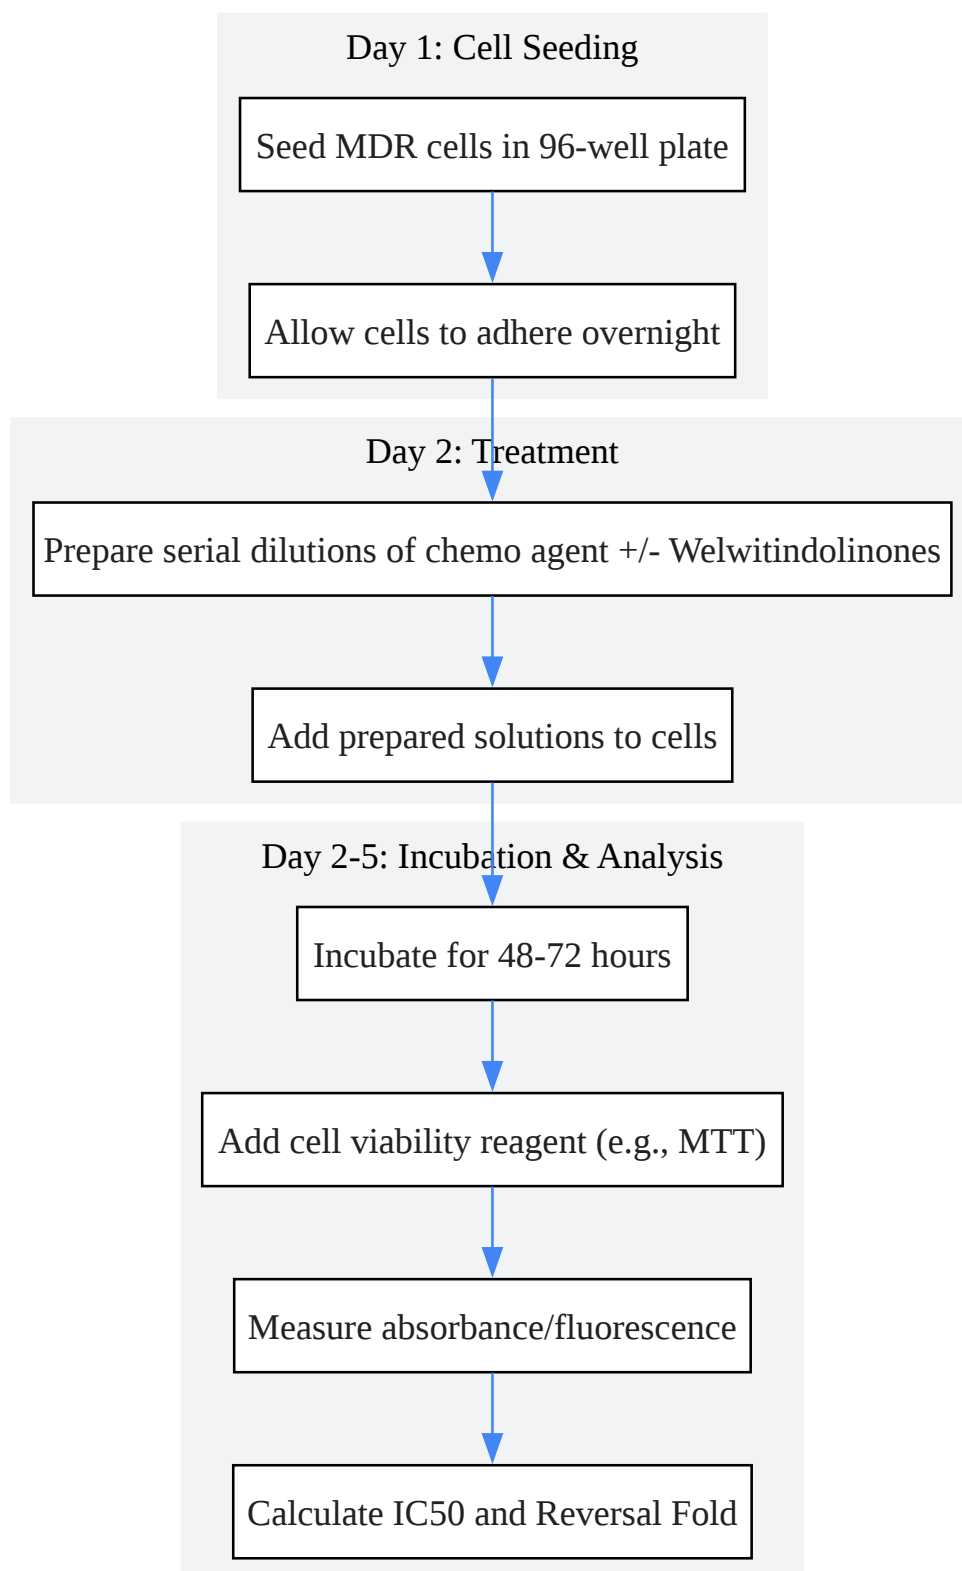 Day 1: Cell Seeding
Seed MDR cells in 96-well plate
Allow cells to adhere overnight
Day 2: Treatment
Prepare serial dilutions of chemo agent +/- Welwitindolinones
Add prepared solutions to cells
Day 2-5: Incubation & Analysis
Incubate for 48-72 hours
Add cell viability reagent (e.g., MTT)
Measure absorbance/fluorescence
Calculate IC50 and Reversal Fold